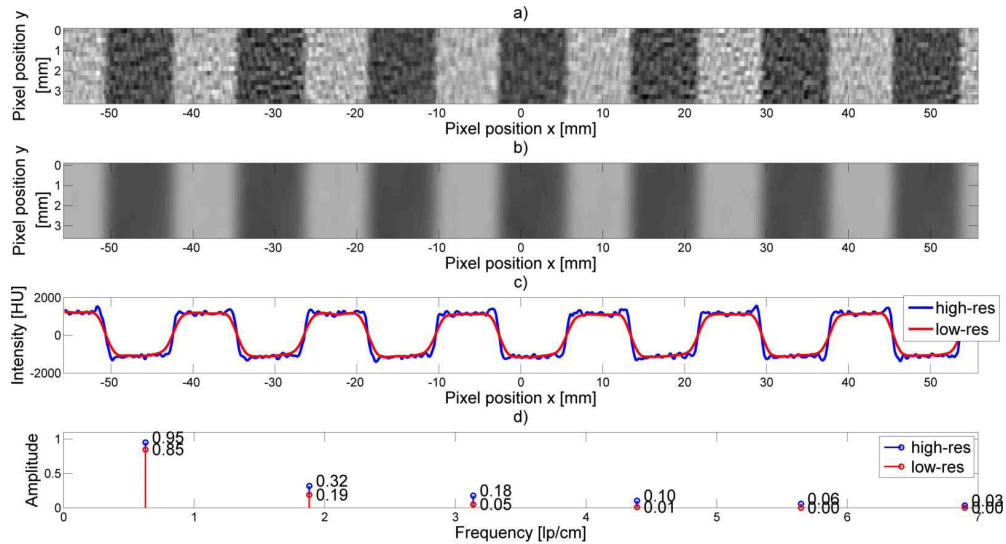 a)
Pixel position y
[mm]
0
1
2
3
-50 -40 -30 -20 -10 0 10 20 30 40 50
Pixel position x [mm]
b)
Pixel position y
[mm]
0
1
2
3
-50 -40 -30 -20 -10 0 10 20 30 40 50
Pixel position x [mm]
c)
Intensity [HU]
2000
0
-2000
high-res
low-res
-50 -40 -30 -20 -10 0 10 20 30 40 50
Pixel position x [mm]
d)
Amplitude
1
0.5
0
0.95
0.85
0.32
0.19
0.18
0.05
0.10
0.01
0.06
0.00
0.03
0.00
high-res
low-res
0 1 2 3 4 5 6 7
Frequency [lp/cm]